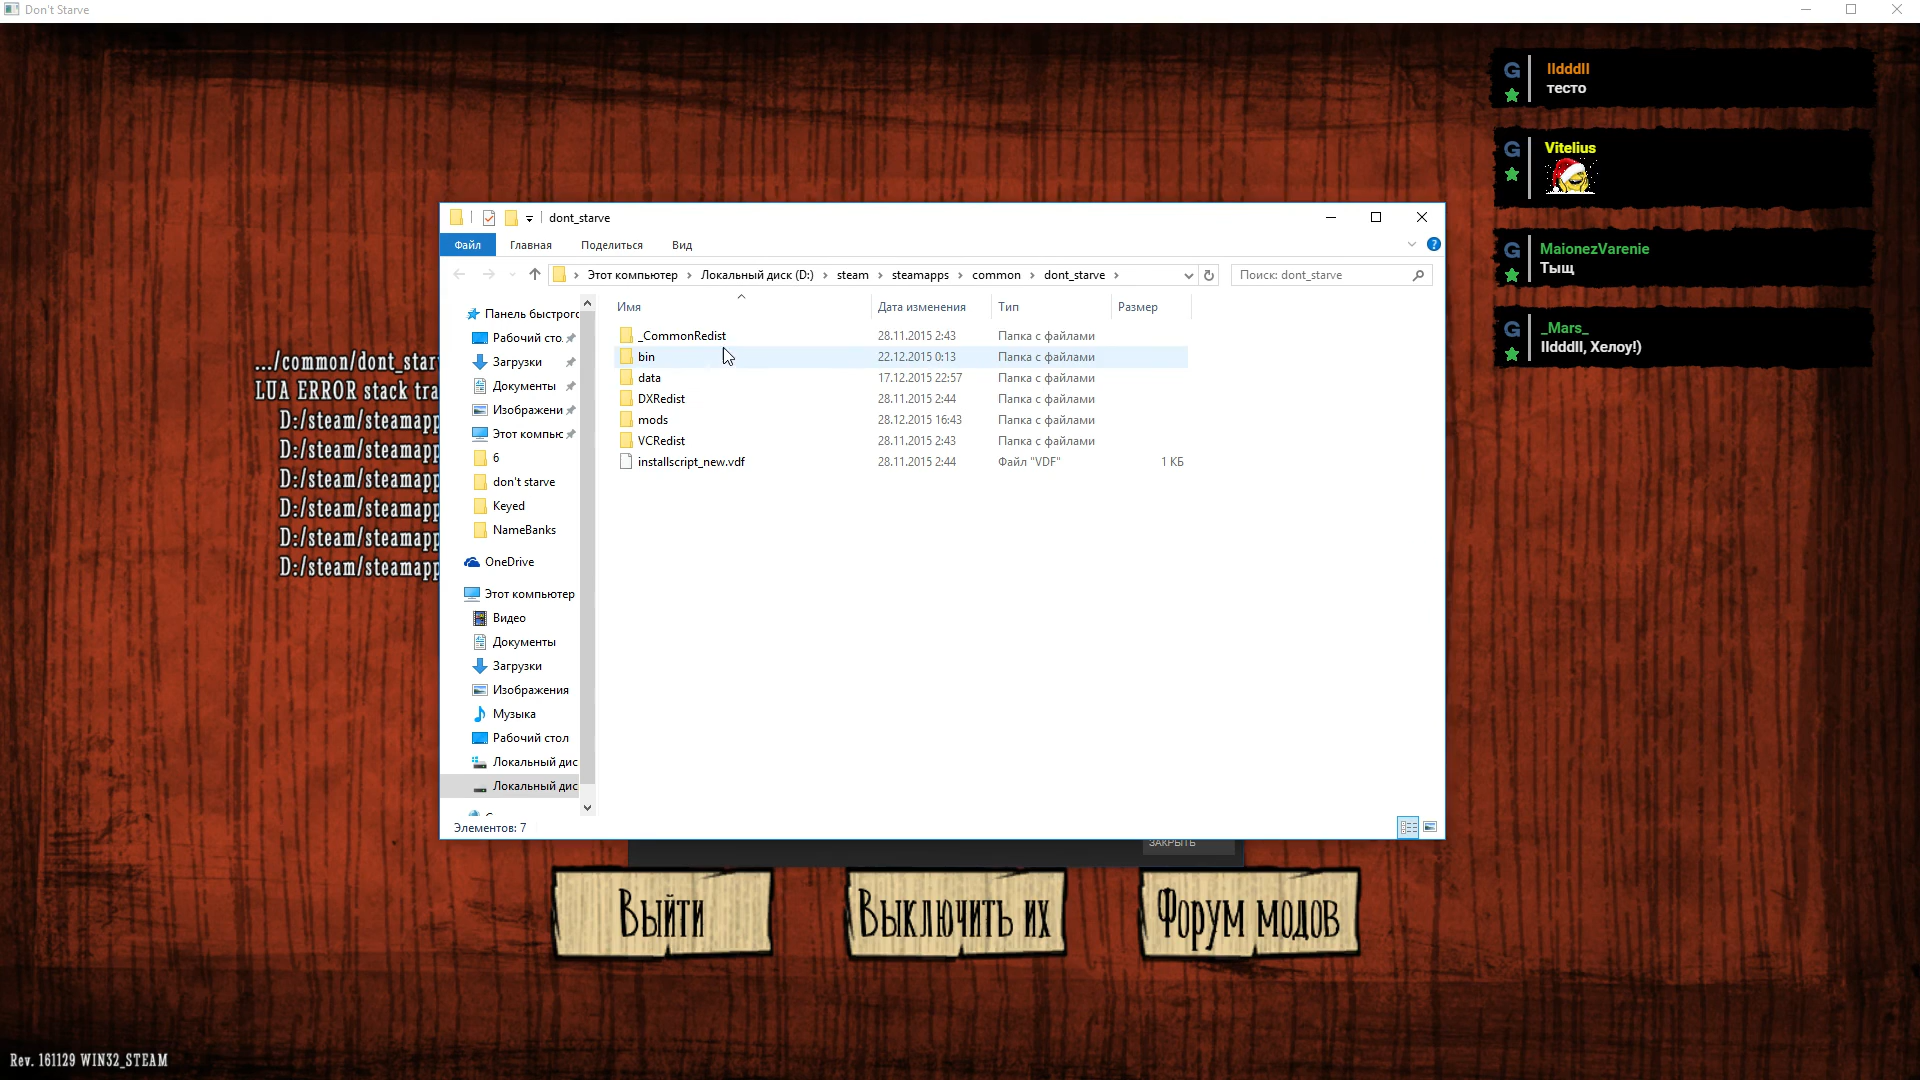 Don't Starve
IIdddII
тесто
Vitelius
MaionezVarenie
Тыщ
_Mars_
IIdddII, Хелоу!)
dont_starve
Файл Главная Поделиться Вид
Этот компьютер Локальный диск (D:) steam steamapps common dont_starve
Поиск: dont_starve
Имя Дата изменения Тип Размер
_CommonRedist 28.11.2015 2:43 Папка с файлами
bin 22.12.2015 0:13 Папка с файлами
data 17.12.2015 22:57 Папка с файлами
DXRedist 28.11.2015 2:44 Папка с файлами
mods 28.12.2015 16:43 Папка с файлами
VCRedist 28.11.2015 2:43 Папка с файлами
installscript_new.vdf 28.11.2015 2:44 Файл "VDF" 1 КБ
Панель быстрого
Рабочий сто
Загрузки
Документы
Изображени
Этот компьк
6
don't starve
Keyed
NameBanks
OneDrive
Этот компьютер
Видео
Документы
Загрузки
Изображения
Музыка
Рабочий стол
Локальный дис
Локальный дис
Элементов: 7
.../common/dont_starv
LUA ERROR stack tra
D:/steam/steamapp
D:/steam/steamapp
D:/steam/steamapp
D:/steam/steamapp
D:/steam/steamapp
D:/steam/steamapp
ЗАКРЫТЬ
Выйти
Выключить их
Форум модов
Rev. 161129 WIN32_STEAM